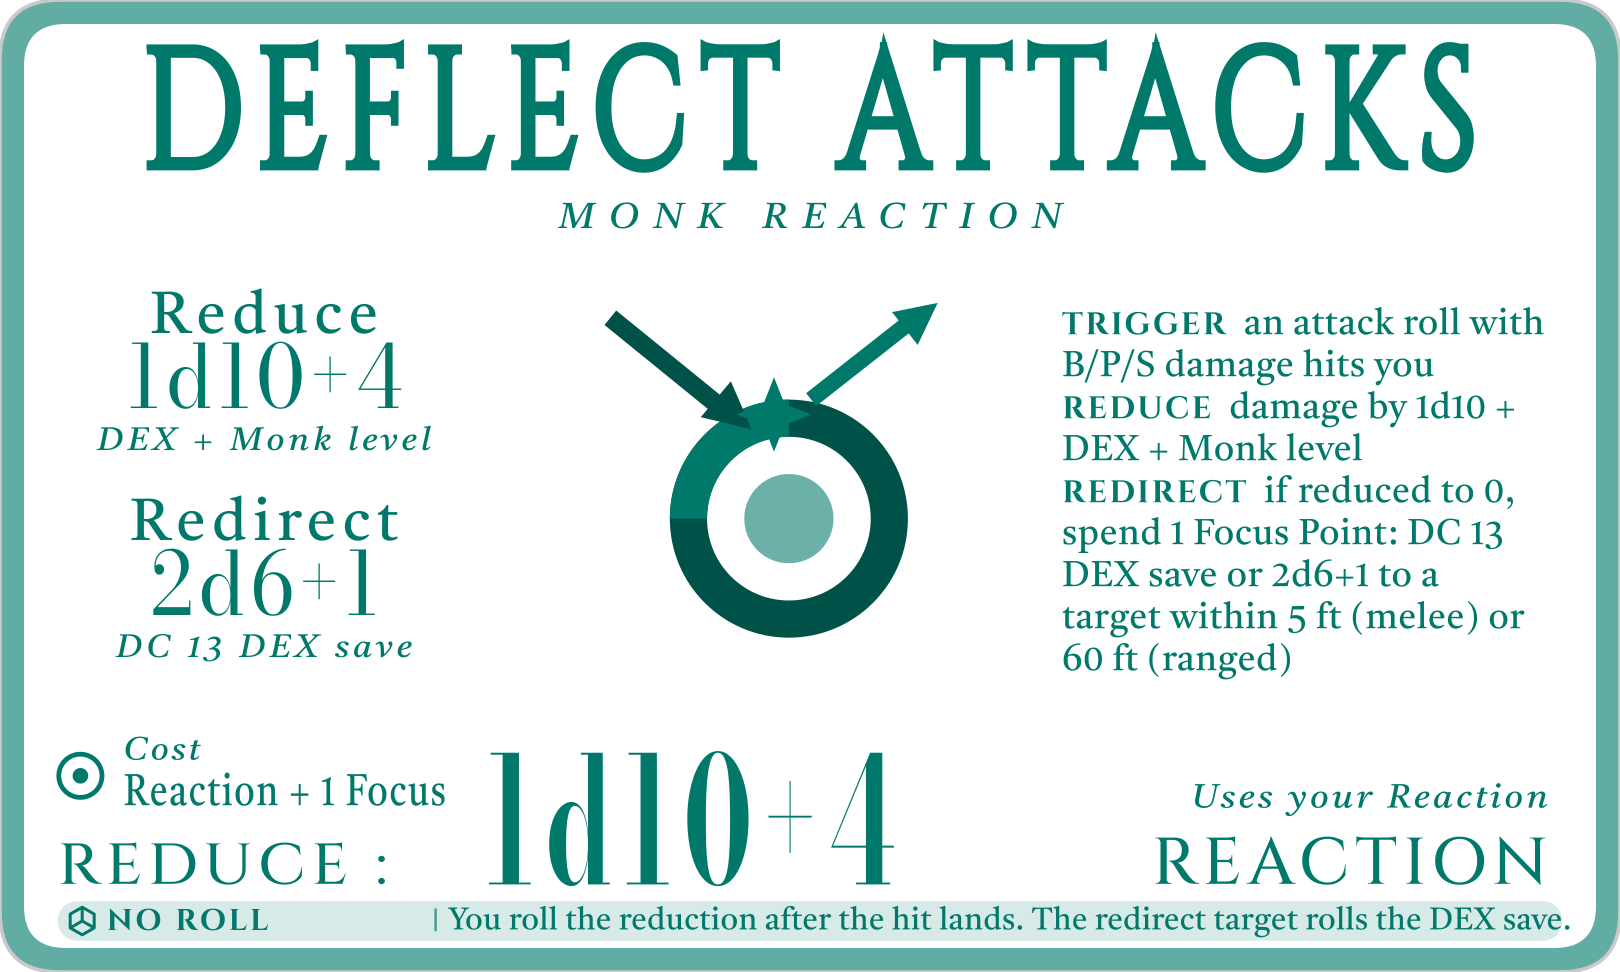 DEFLECT ATTACKS
MONK REACTION
Reduce
1d10+4
DEX + Monk level
Redirect
2d6+1
DC 13 DEX save
TRIGGER an attack roll with
B/P/S damage hits you
REDUCE damage by 1d10 +
DEX + Monk level
REDIRECT if reduced to 0,
spend 1 Focus Point: DC 13
DEX save or 2d6+1 to a
target within 5 ft (melee) or
60 ft (ranged)
Cost
Reaction + 1 Focus
REDUCE :
1d10+4
Uses your Reaction
REACTION
NO ROLL | You roll the reduction after the hit lands. The redirect target rolls the DEX save.